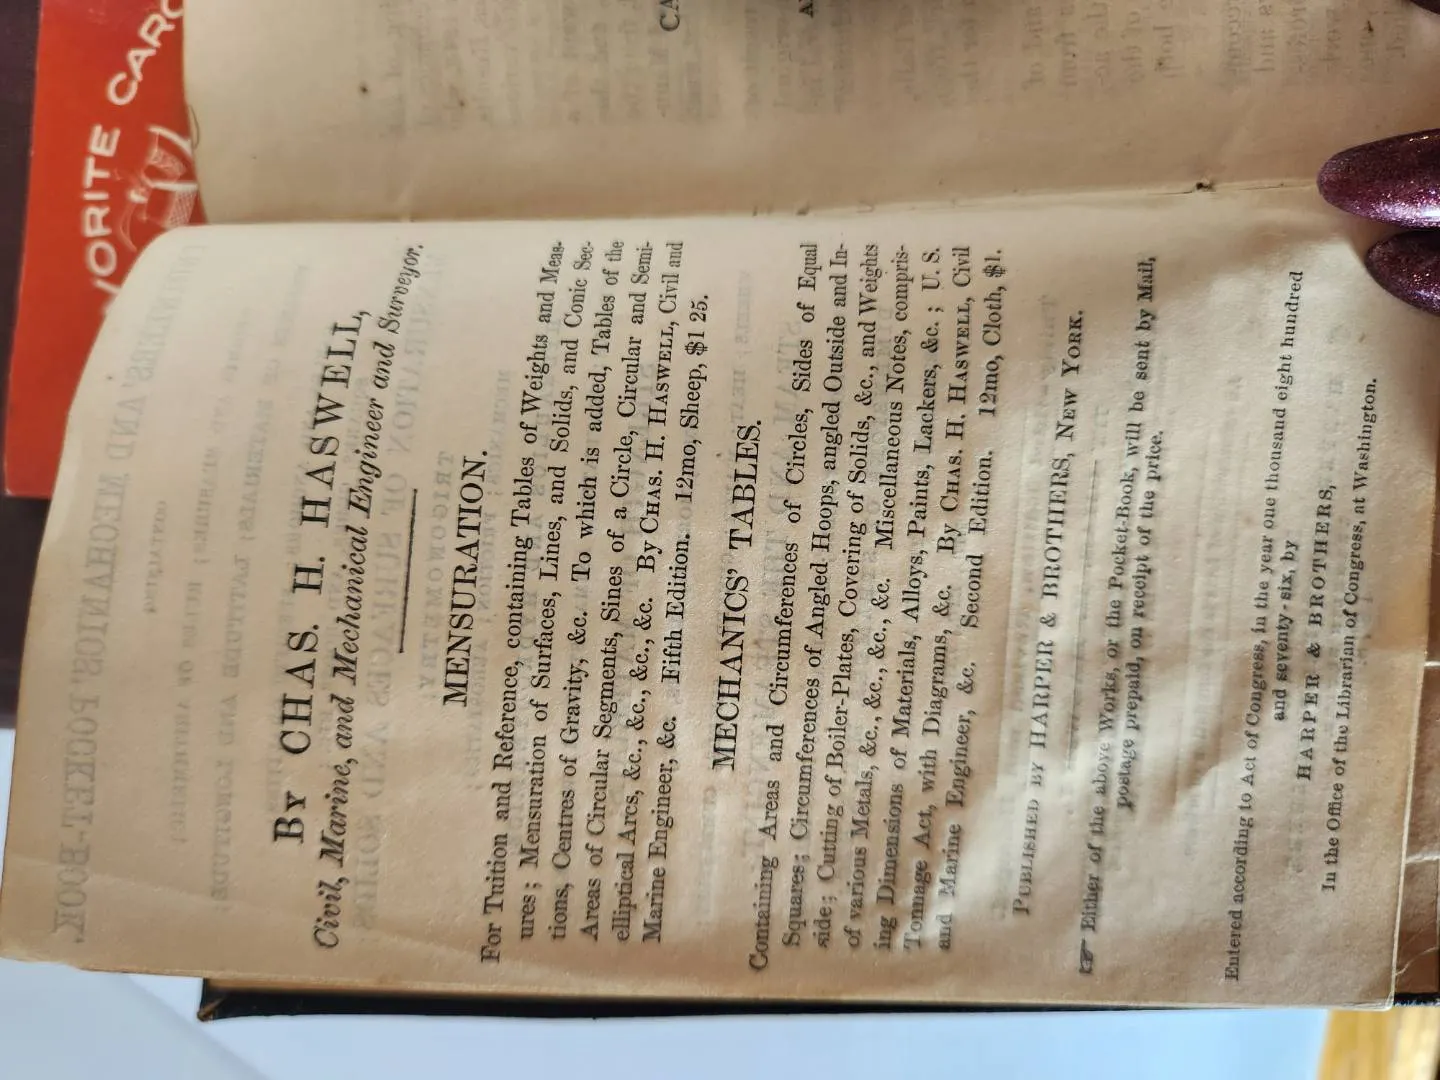 By CHAS. H. HASWELL,
Civil, Marine, and Mechanical Engineer and Surveyor.
MENSURATION.
For Tuition and Reference, containing Tables of Weights and Meas-
ures; Mensuration of Surfaces, Lines, and Solids, and Conic Sec-
tions, Centres of Gravity, &c. To which is added, Tables of the
Areas of Circular Segments, Sines of a Circle, Circular and Semi-
elliptical Arcs, &c., &c., &c. By CHAS. H. HASWELL, Civil and
Marine Engineer, &c. Fifth Edition. 12mo, Sheep, $1 25.
MECHANICS' TABLES.
Containing Areas and Circumferences of Circles, Sides of Equal
Squares; Circumferences of Angled Hoops, angled Outside and In-
side; Cutting of Boiler-Plates, Covering of Solids, &c., and Weights
of various Metals, &c., &c., &c. Miscellaneous Notes, compris-
ing Dimensions of Materials, Alloys, Paints, Lackers, &c.; U. S.
Tonnage Act, with Diagrams, &c. By CHAS. H. HASWELL, Civil
and Marine Engineer, &c. Second Edition. 12mo, Cloth, $1.
PUBLISHED BY HARPER & BROTHERS, NEW YORK.
☞ Either of the above Works, or the Pocket-Book, will be sent by Mail,
postage prepaid, on receipt of the price.
Entered according to Act of Congress, in the year one thousand eight hundred
and seventy-six, by
HARPER & BROTHERS,
In the Office of the Librarian of Congress, at Washington.